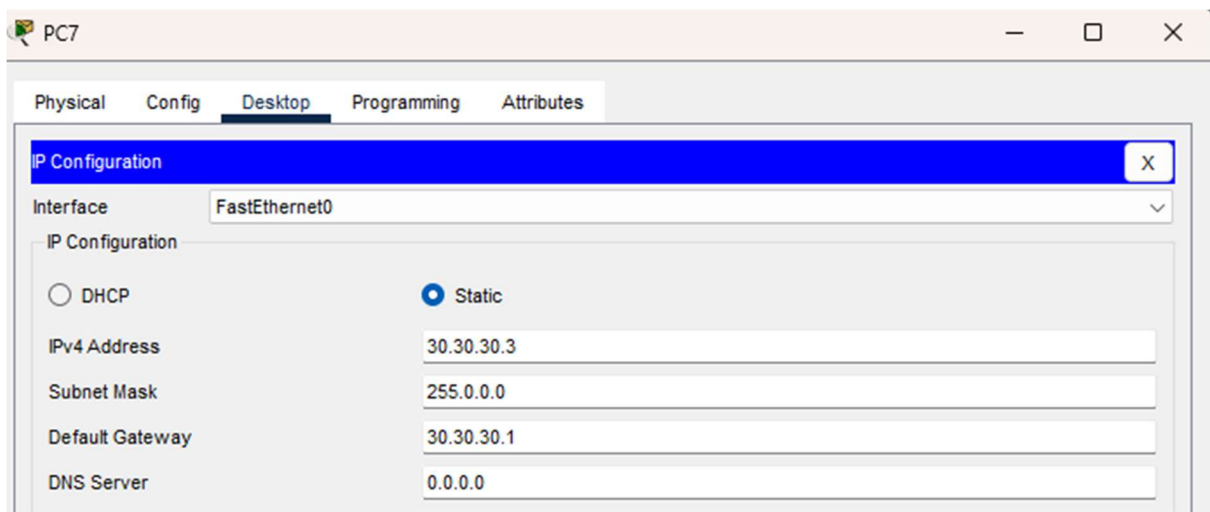 PC7
Physical Config Desktop Programming Attributes
IP Configuration X
Interface FastEthernet0
IP Configuration
DHCP Static
IPv4 Address 30.30.30.3
Subnet Mask 255.0.0.0
Default Gateway 30.30.30.1
DNS Server 0.0.0.0